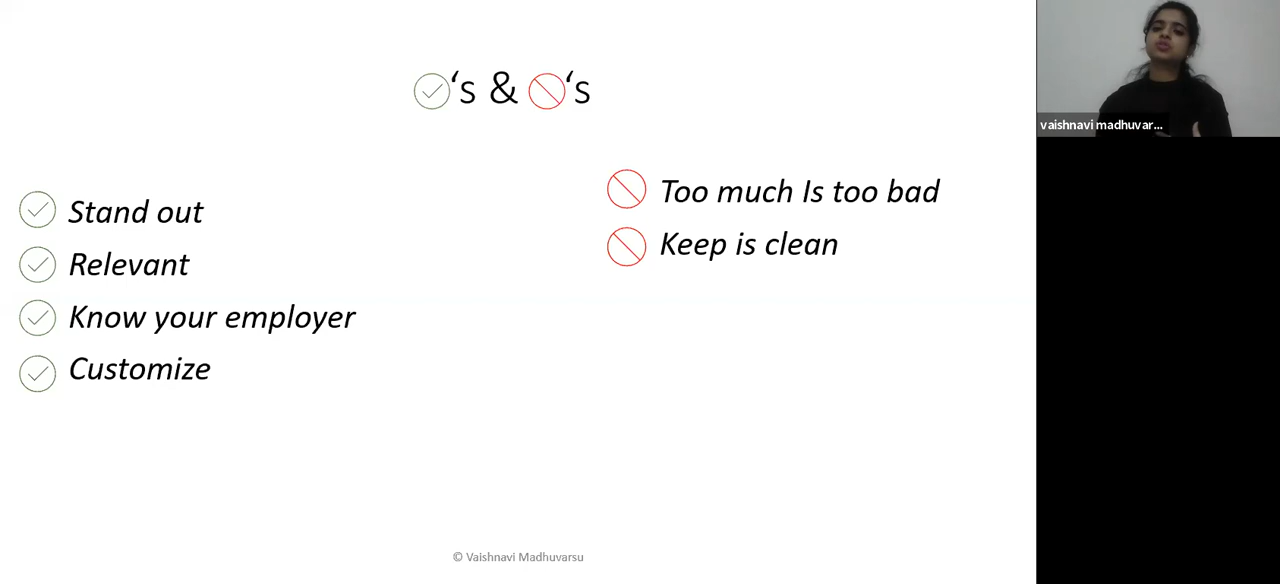 ‘s & ‘s
Stand out
Relevant
Know your employer
Customize
Too much Is too bad
Keep is clean
© Vaishnavi Madhuvarsu
vaishnavi madhuvar...